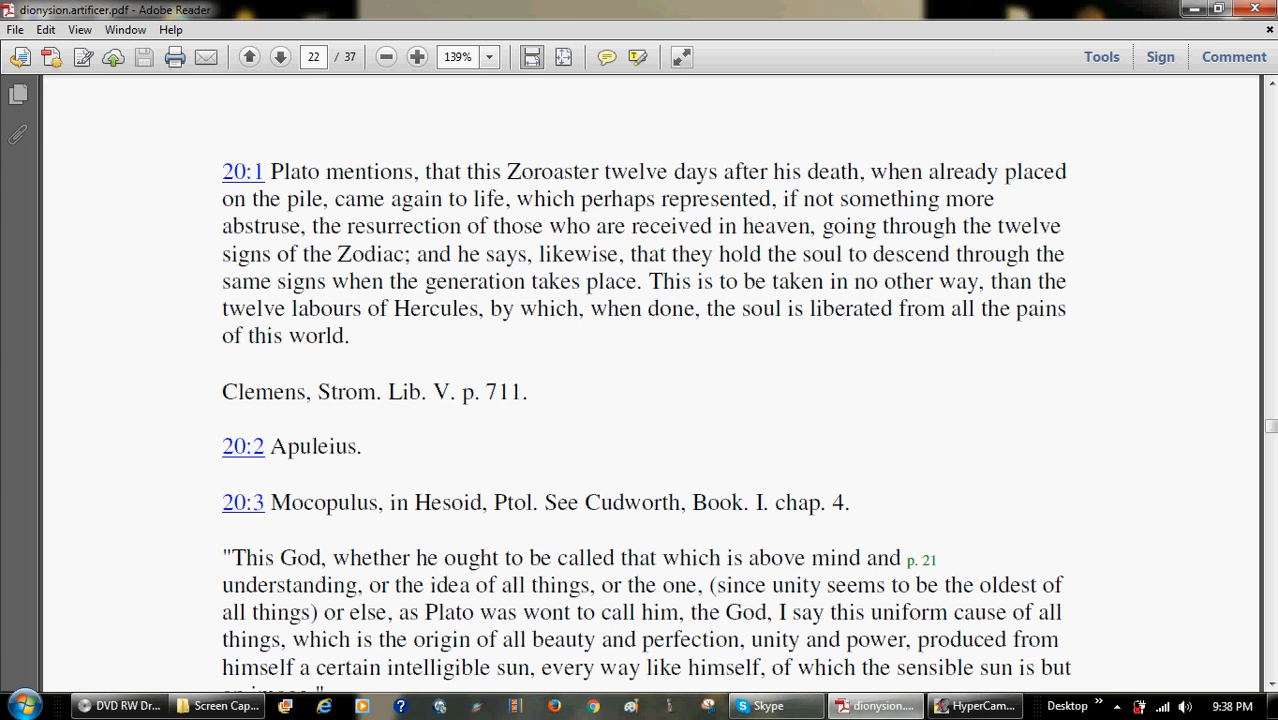 dionysion.artificer.pdf - Adobe Reader
File Edit View Window Help
22 / 37 139% Tools Sign Comment
20:1 Plato mentions, that this Zoroaster twelve days after his death, when already placed
on the pile, came again to life, which perhaps represented, if not something more
abstruse, the resurrection of those who are received in heaven, going through the twelve
signs of the Zodiac; and he says, likewise, that they hold the soul to descend through the
same signs when the generation takes place. This is to be taken in no other way, than the
twelve labours of Hercules, by which, when done, the soul is liberated from all the pains
of this world.
Clemens, Strom. Lib. V. p. 711.
20:2 Apuleius.
20:3 Mocopulus, in Hesoid, Ptol. See Cudworth, Book. I. chap. 4.
"This God, whether he ought to be called that which is above mind and p. 21
understanding, or the idea of all things, or the one, (since unity seems to be the oldest of
all things) or else, as Plato was wont to call him, the God, I say this uniform cause of all
things, which is the origin of all beauty and perfection, unity and power, produced from
himself a certain intelligible sun, every way like himself, of which the sensible sun is but
DVD RW Dr... Screen Cap... Skype dionysion.... HyperCam... Desktop 9:38 PM